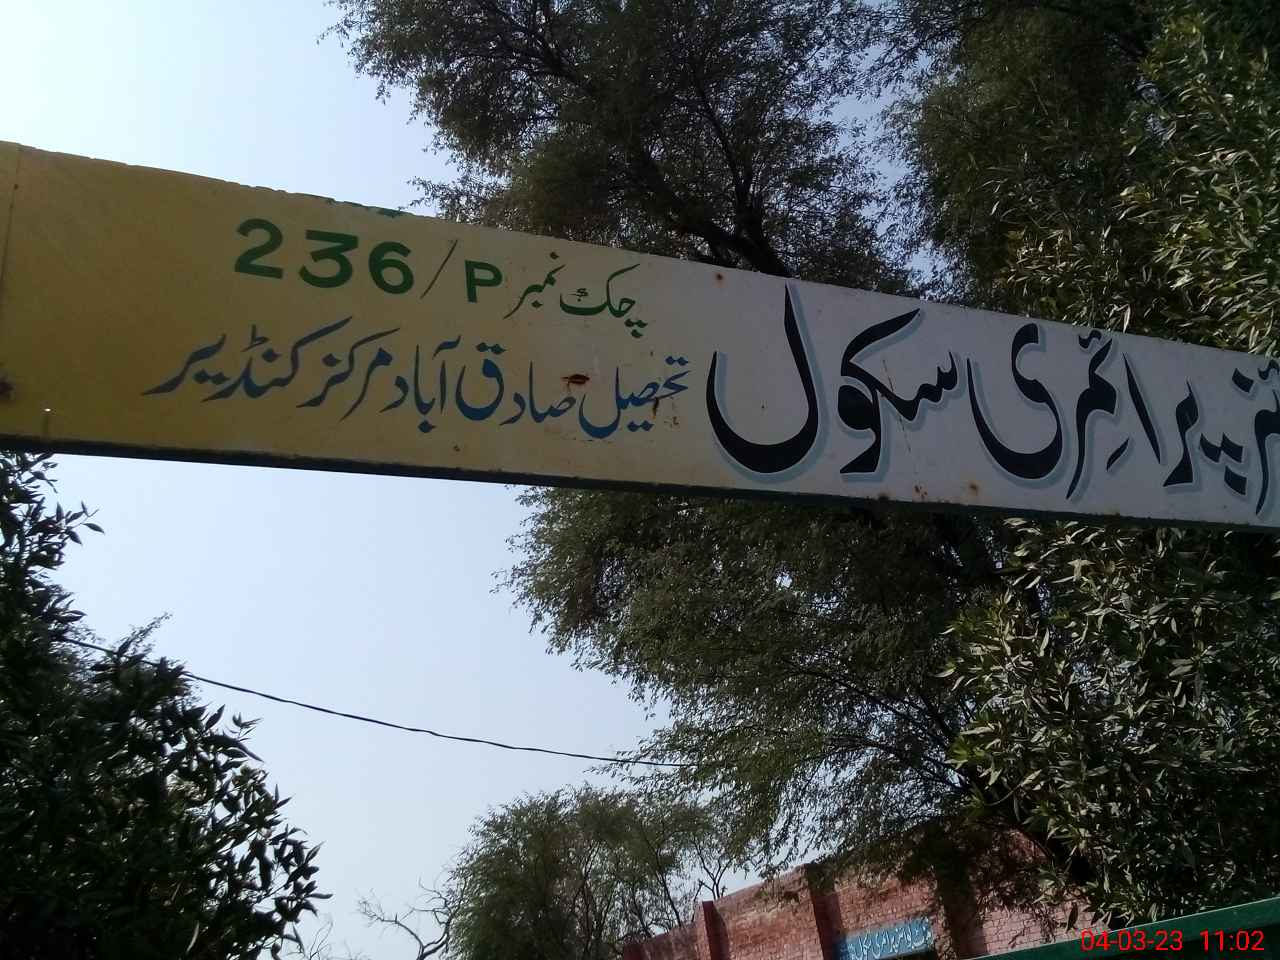 پرائمری سکول
چک نمبر 236/P
تحصیل صادق آباد مرکز کنڈیر
04-03-23 11:02